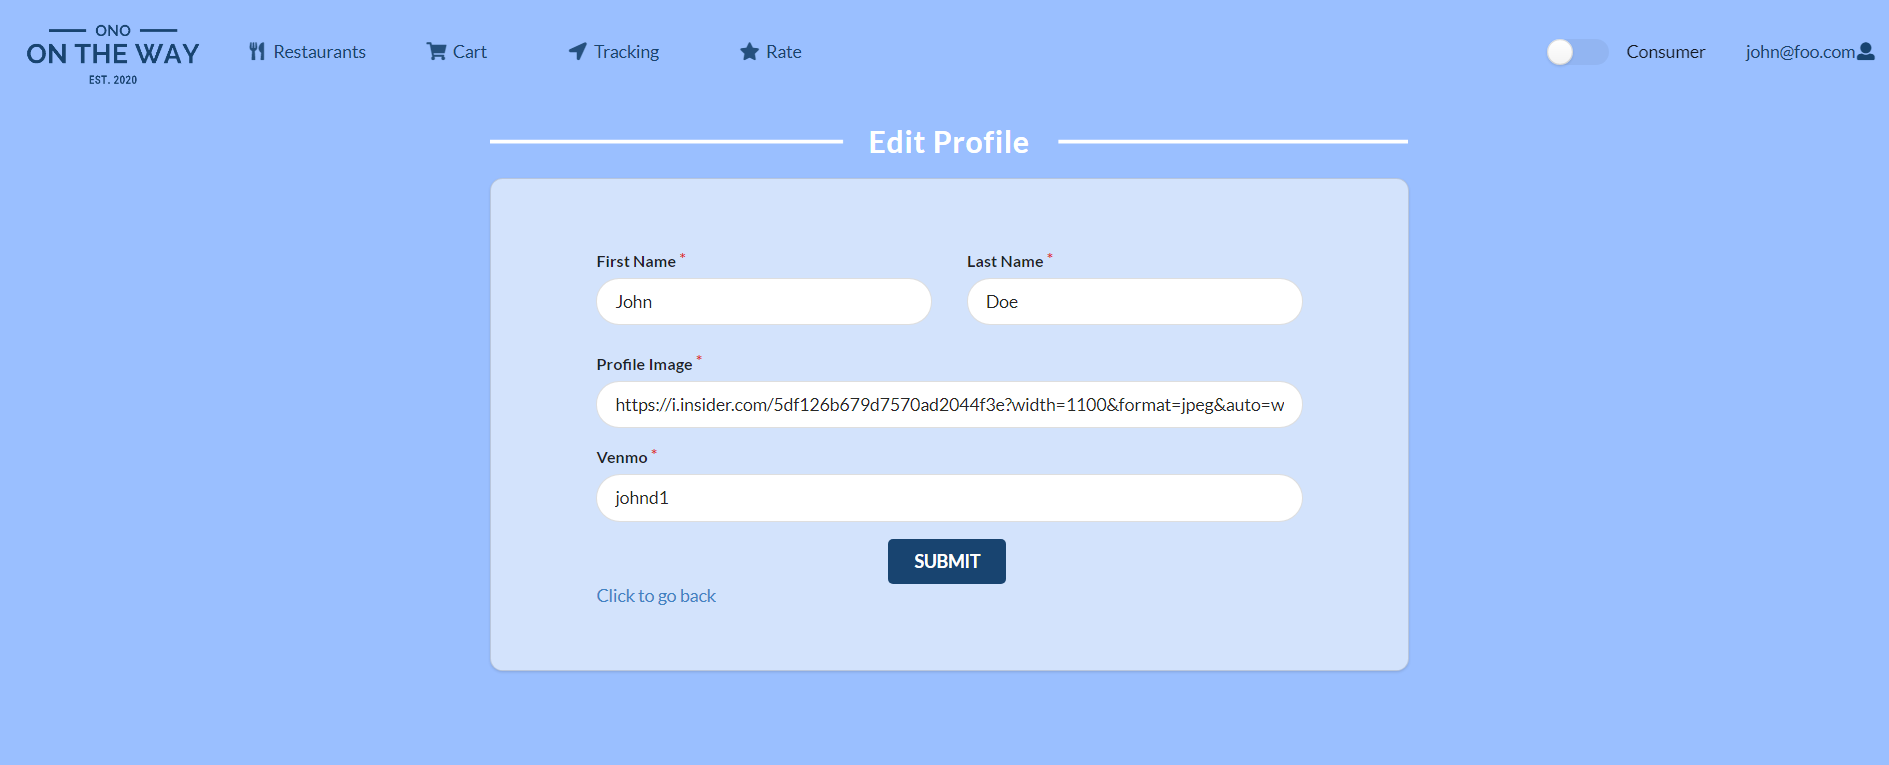 ONO
ON THE WAY
EST. 2020
Restaurants Cart Tracking Rate Consumer john@foo.com
Edit Profile
First Name * Last Name *
John Doe
Profile Image *
https://i.insider.com/5df126b679d7570ad2044f3e?width=1100&format=jpeg&auto=w
Venmo *
johnd1
SUBMIT
Click to go back